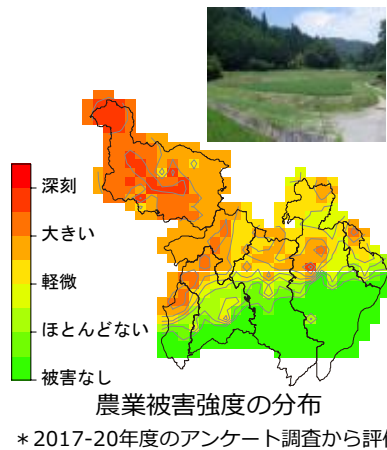 深刻
大きい
軽微
ほとんどない
被害なし
農業被害強度の分布
＊2017-20年度のアンケート調査から評